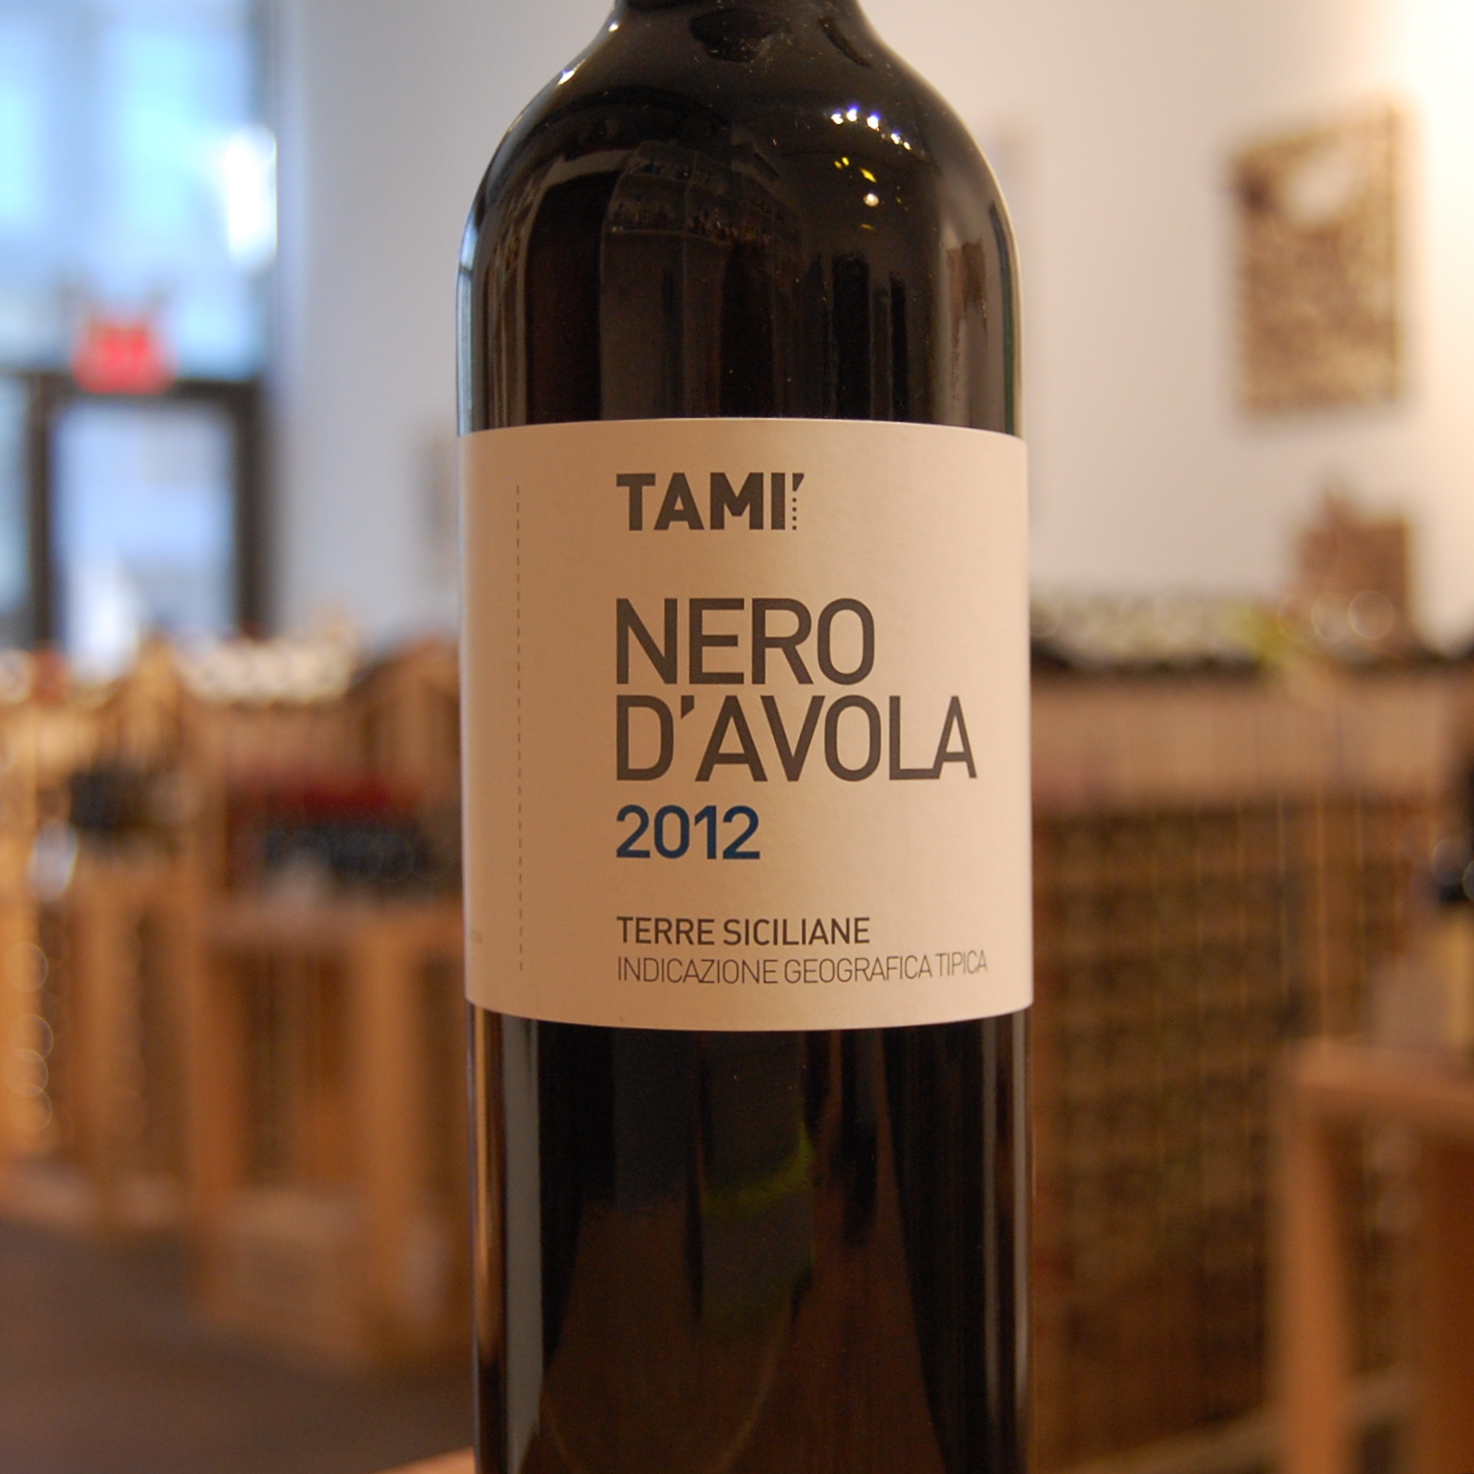 TAMI'
NERO
D'AVOLA
2012
TERRE SICILIANE
INDICAZIONE GEOGRAFICA TIPICA